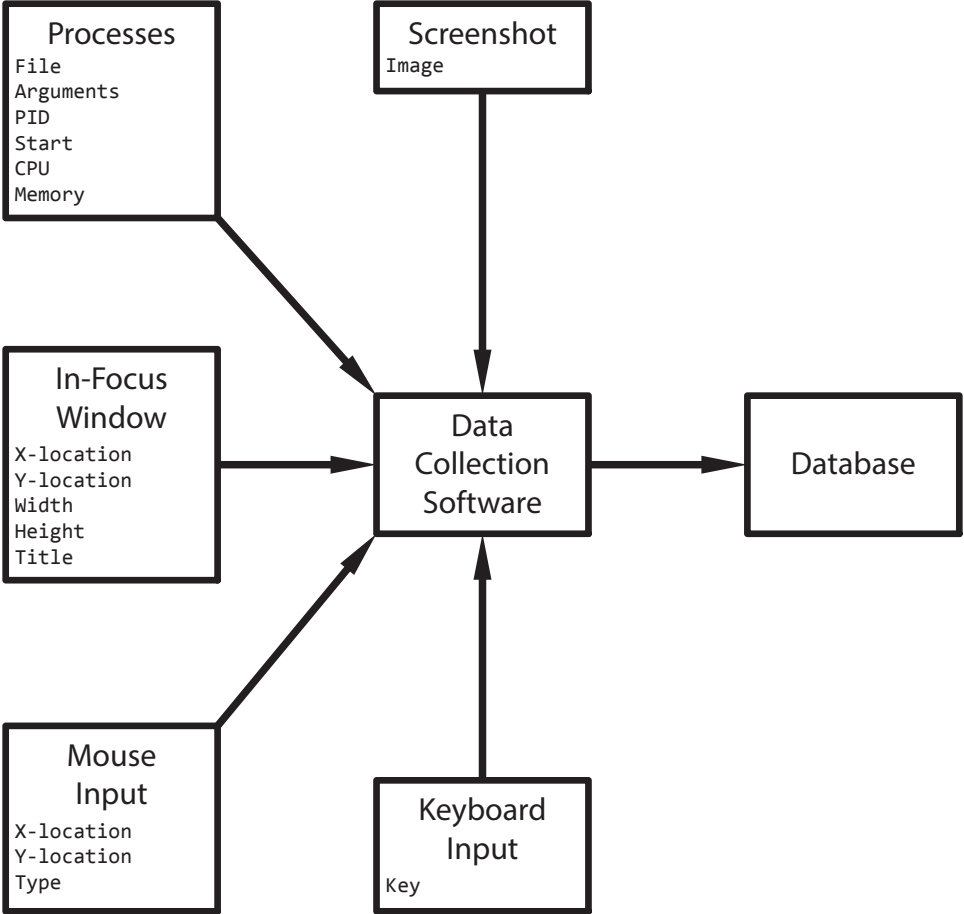 Processes
File
Arguments
PID
Start
CPU
Memory
Screenshot
Image
In-Focus
Window
X-location
Y-location
Width
Height
Title
Data
Collection
Software
Database
Mouse
Input
X-location
Y-location
Type
Keyboard
Input
Key